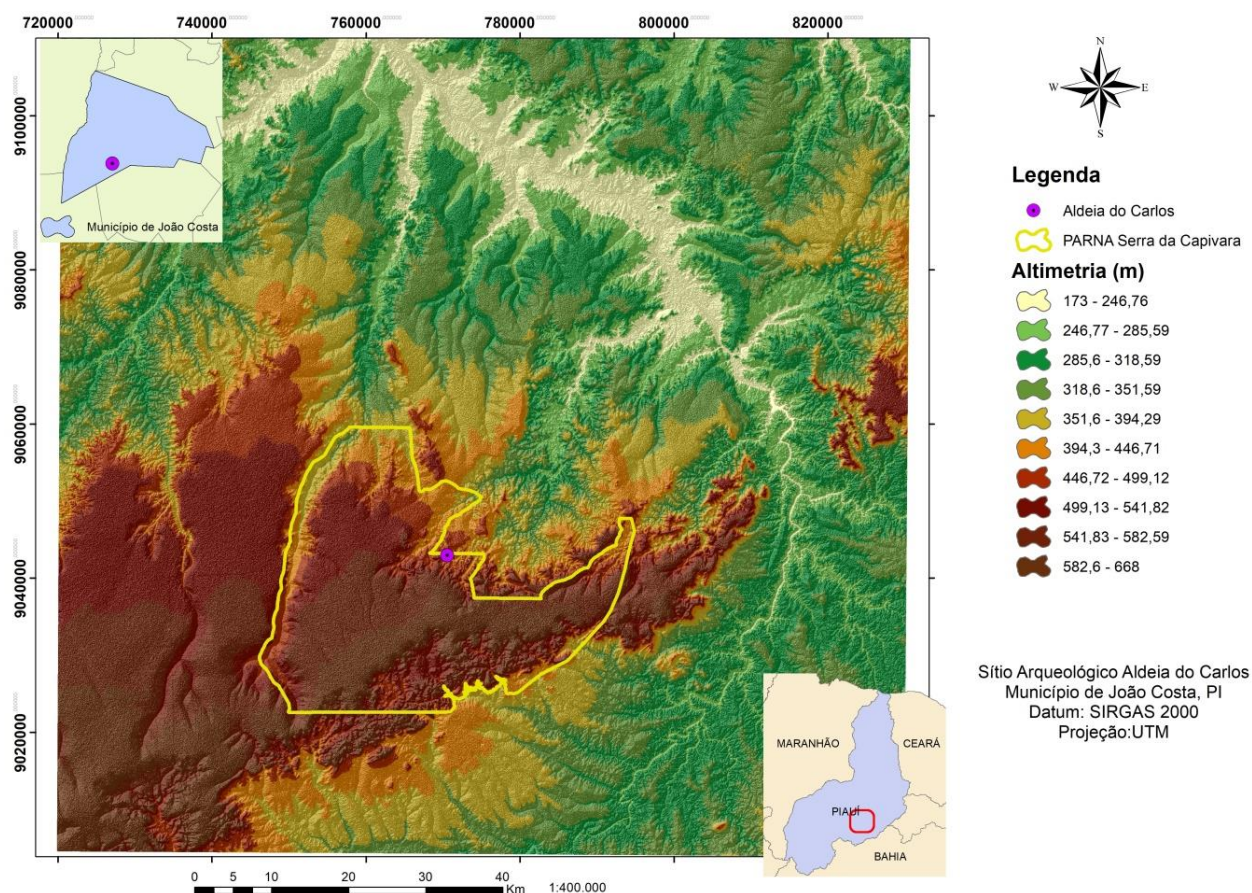 720000 740000 760000 780000 800000 820000
9100000
9080000
9060000
9040000
9020000
Município de João Costa
N
W E
S
Legenda
Aldeia do Carlos
PARNA Serra da Capivara
Altimetria (m)
173 - 246,76
246,77 - 285,59
285,6 - 318,59
318,6 - 351,59
351,6 - 394,29
394,3 - 446,71
446,72 - 499,12
499,13 - 541,82
541,83 - 582,59
582,6 - 668
Sítio Arqueológico Aldeia do Carlos
Município de João Costa, PI
Datum: SIRGAS 2000
Projeção:UTM
MARANHÃO CEARÁ
PIAUÍ
BAHIA
0 5 10 20 30 40
Km 1:400.000